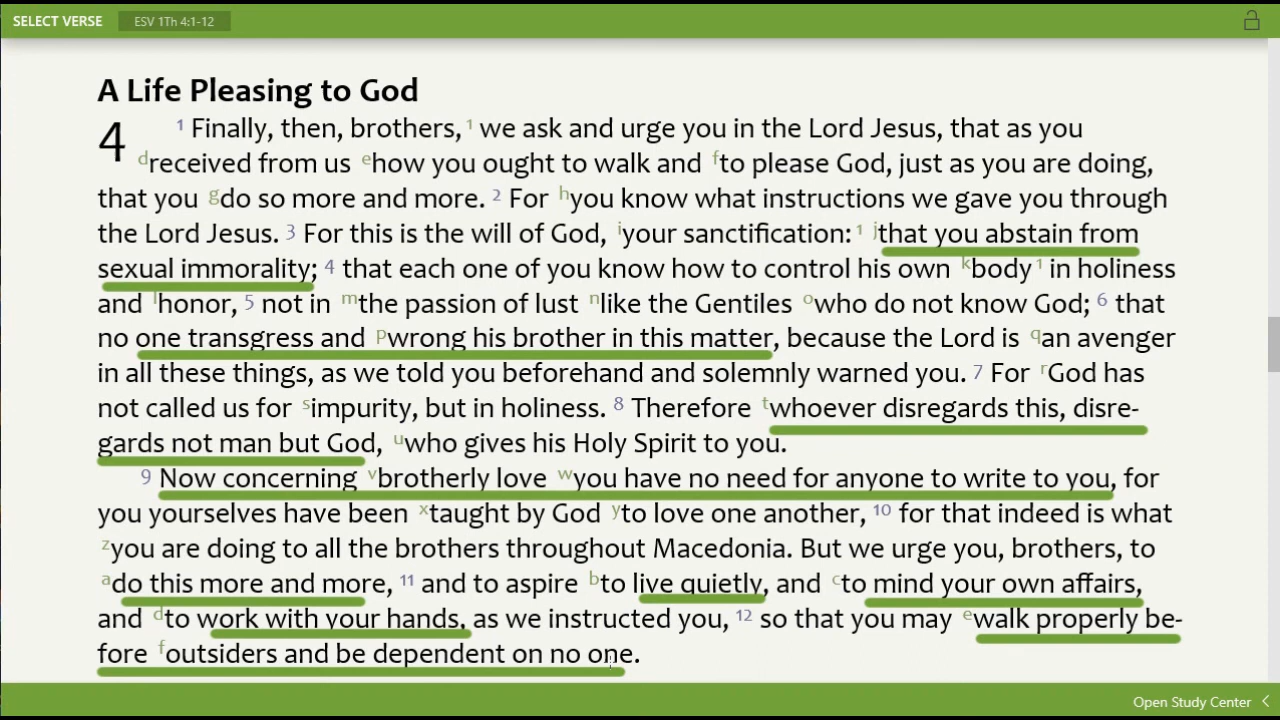 SELECT VERSE ESV 1Th 4:1-12
A Life Pleasing to God
4 1 Finally, then, brothers,1 we ask and urge you in the Lord Jesus, that as you
dreceived from us ehow you ought to walk and fto please God, just as you are doing,
that you gdo so more and more. 2 For hyou know what instructions we gave you through
the Lord Jesus. 3 For this is the will of God, iyour sanctification:1 jthat you abstain from
sexual immorality; 4 that each one of you know how to control his own kbody1 in holiness
and lhonor, 5 not in mthe passion of lust nlike the Gentiles owho do not know God; 6 that
no one transgress and pwrong his brother in this matter, because the Lord is qan avenger
in all these things, as we told you beforehand and solemnly warned you. 7 For rGod has
not called us for simpurity, but in holiness. 8 Therefore twhoever disregards this, disre-
gards not man but God, uwho gives his Holy Spirit to you.
9 Now concerning vbrotherly love wyou have no need for anyone to write to you, for
you yourselves have been xtaught by God yto love one another, 10 for that indeed is what
zyou are doing to all the brothers throughout Macedonia. But we urge you, brothers, to
ado this more and more, 11 and to aspire bto live quietly, and cto mind your own affairs,
and dto work with your hands, as we instructed you, 12 so that you may ewalk properly be-
fore foutsiders and be dependent on no one.
Open Study Center